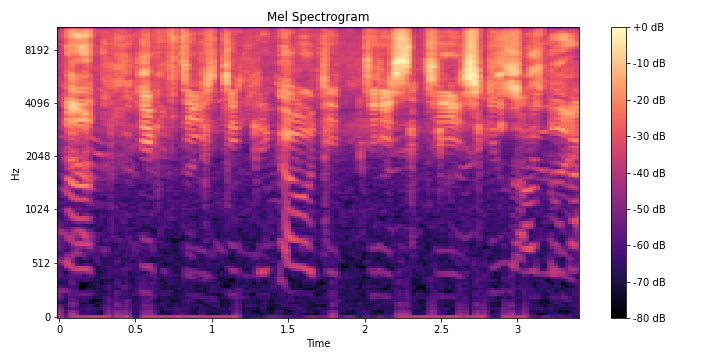 Mel Spectrogram
Hz
8192
4096
2048
1024
512
0
0
0.5
1
1.5
2
2.5
3
Time
+0 dB
-10 dB
-20 dB
-30 dB
-40 dB
-50 dB
-60 dB
-70 dB
-80 dB